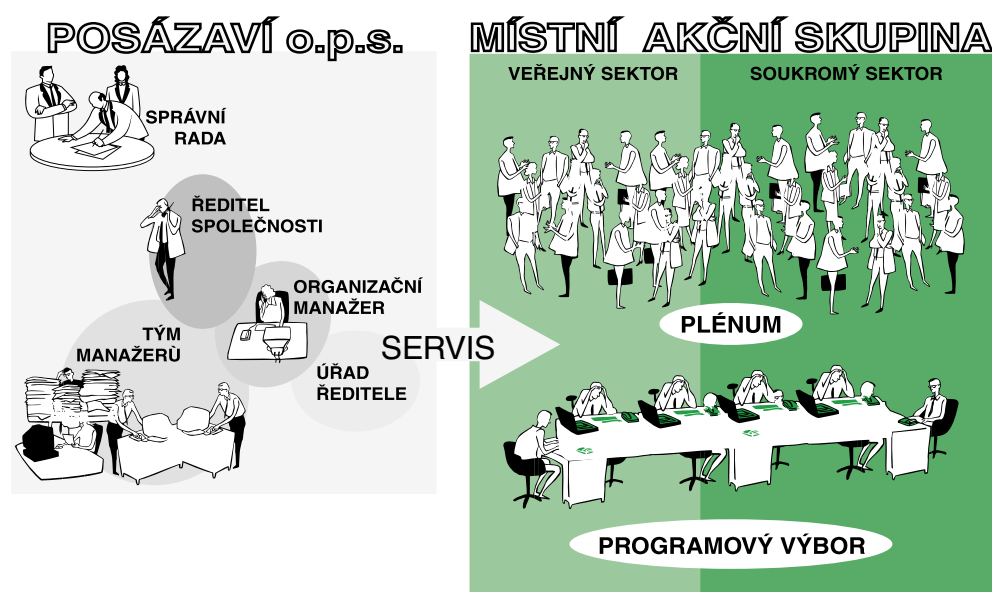 POSÁZAVÍ o.p.s.
SPRÁVNÍ
RADA
ŘEDITEL
SPOLEČNOSTI
ORGANIZAČNÍ
MANAŽER
TÝM
MANAŽERÙ
ÚŘAD
ŘEDITELE
SERVIS
MÍSTNÍ AKČNÍ SKUPINA
VEŘEJNÝ SEKTOR
SOUKROMÝ SEKTOR
PLÉNUM
PROGRAMOVÝ VÝBOR